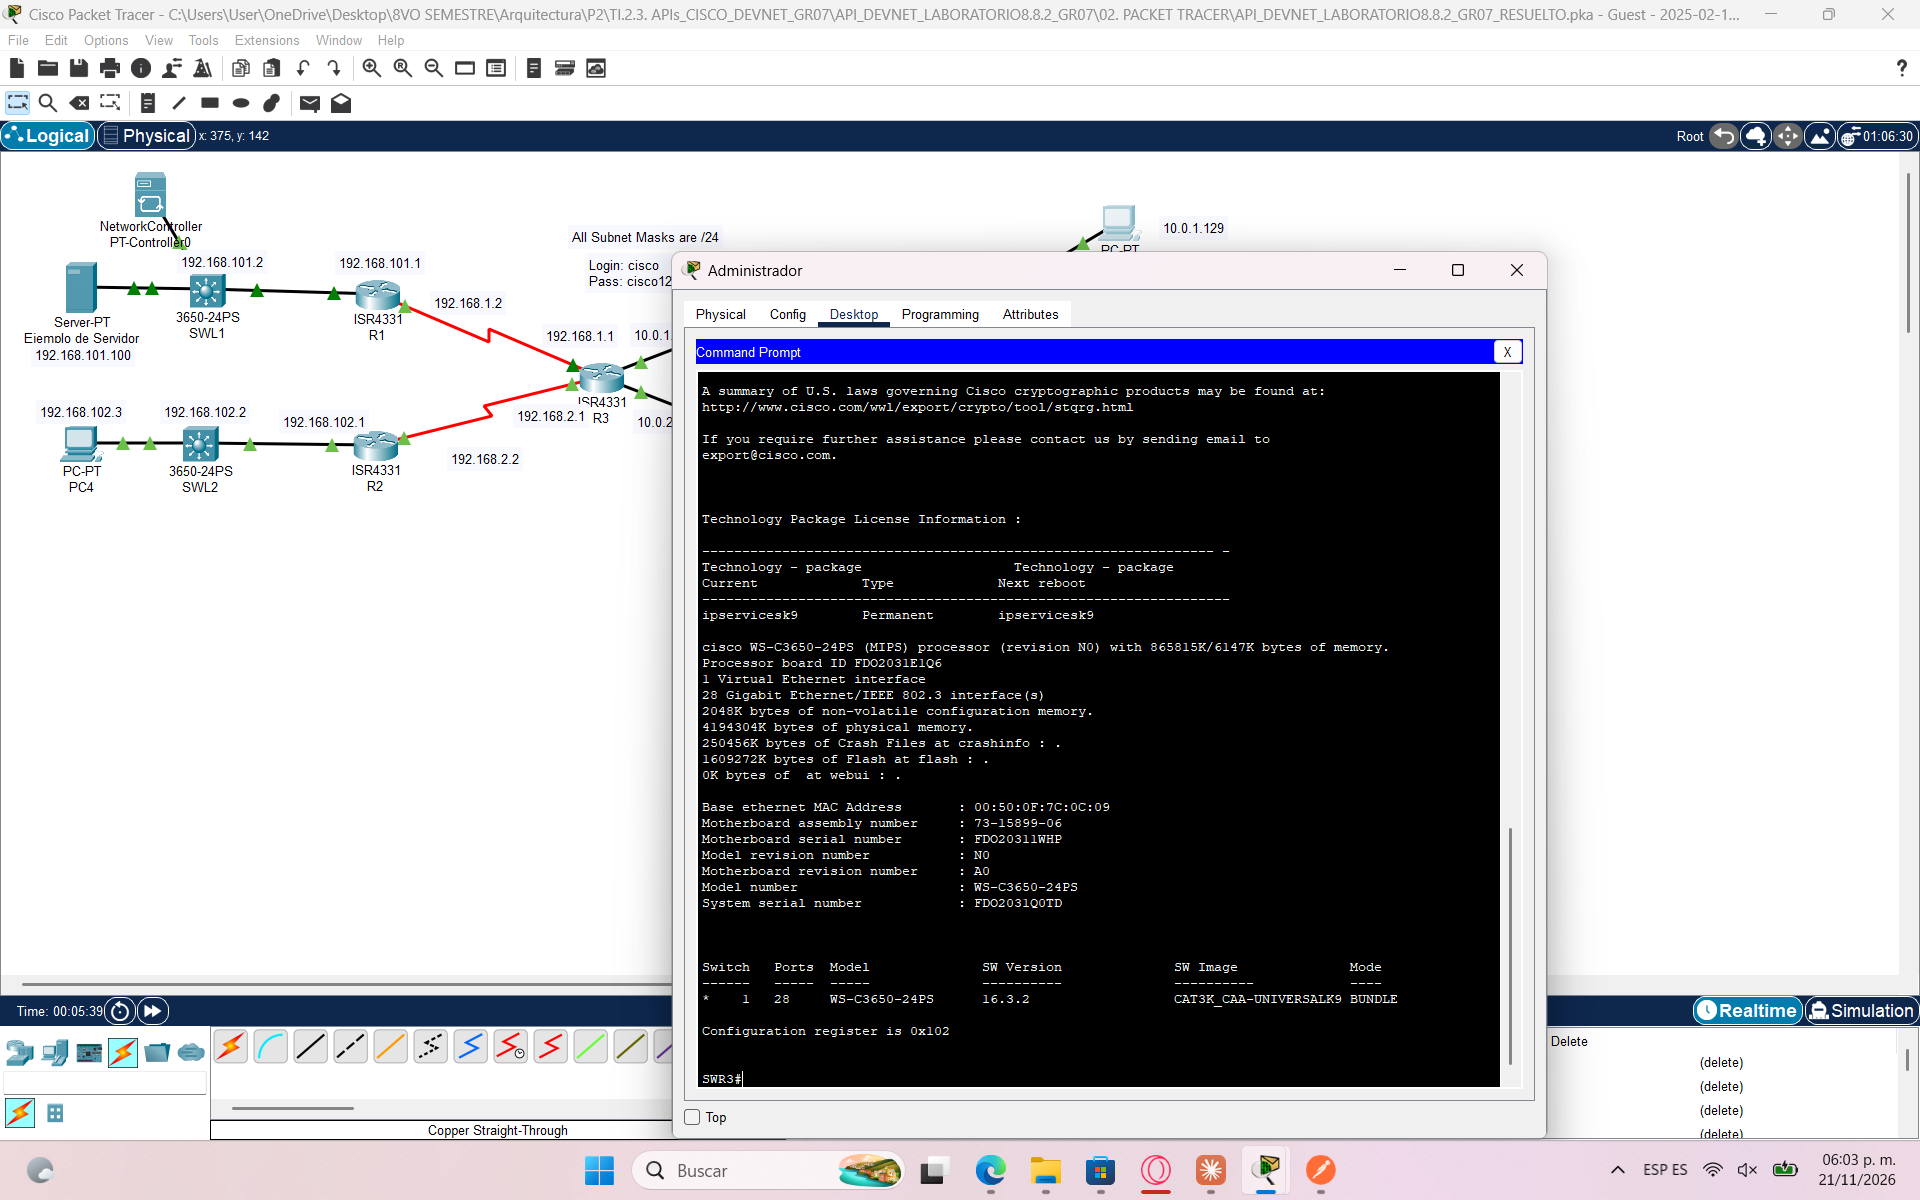 Cisco Packet Tracer - C:\Users\User\OneDrive\Desktop\8VO SEMESTRE\Arquitectura\P2\TI.2.3. APIs_CISCO_DEVNET_GR07\API_DEVNET_LABORATORIO8.8.2_GR07\02. PACKET TRACER\API_DEVNET_LABORATORIO8.8.2_GR07_RESUELTO.pka - Guest - 2025-02-1...
File Edit Options View Tools Extensions Window Help
?
Logical Physical x: 375, y: 142 Root 01:06:30
NetworkController
PT-Controller0
Server-PT
Ejemplo de Servidor
192.168.101.100
192.168.101.2
3650-24PS
SWL1
192.168.101.1
ISR4331
R1
192.168.1.2
All Subnet Masks are /24
Login: cisco
Pass: cisco12
192.168.1.1
10.0.1.
ISR4331
R3
192.168.2.1
10.0.2
192.168.102.3
PC-PT
PC4
192.168.102.2
3650-24PS
SWL2
192.168.102.1
ISR4331
R2
192.168.2.2
10.0.1.129
PC-PT
Administrador
Physical Config Desktop Programming Attributes
Command Prompt X
A summary of U.S. laws governing Cisco cryptographic products may be found at:
http://www.cisco.com/wwl/export/crypto/tool/stqrg.html
If you require further assistance please contact us by sending email to
export@cisco.com.
Technology Package License Information :
------------------------------------------------------------------ -
Technology - package Technology - package
Current Type Next reboot
--------------------------------------------------------------------
ipservicesk9 Permanent ipservicesk9
cisco WS-C3650-24PS (MIPS) processor (revision N0) with 865815K/6147K bytes of memory.
Processor board ID FDO2031E1Q6
1 Virtual Ethernet interface
28 Gigabit Ethernet/IEEE 802.3 interface(s)
2048K bytes of non-volatile configuration memory.
4194304K bytes of physical memory.
250456K bytes of Crash Files at crashinfo : .
1609272K bytes of Flash at flash : .
0K bytes of at webui : .
Base ethernet MAC Address : 00:50:0F:7C:0C:09
Motherboard assembly number : 73-15899-06
Motherboard serial number : FDO20311WHP
Model revision number : N0
Motherboard revision number : A0
Model number : WS-C3650-24PS
System serial number : FDO2031Q0TD
Switch Ports Model SW Version SW Image Mode
------ ----- ----- ---------- ---------- ----
* 1 28 WS-C3650-24PS 16.3.2 CAT3K_CAA-UNIVERSALK9 BUNDLE
Configuration register is 0x102
SWR3#
Top
Time: 00:05:39
Realtime Simulation
Copper Straight-Through
Delete
(delete)
(delete)
(delete)
(delete)
Buscar
ESP ES
06:03 p. m.
21/11/2026